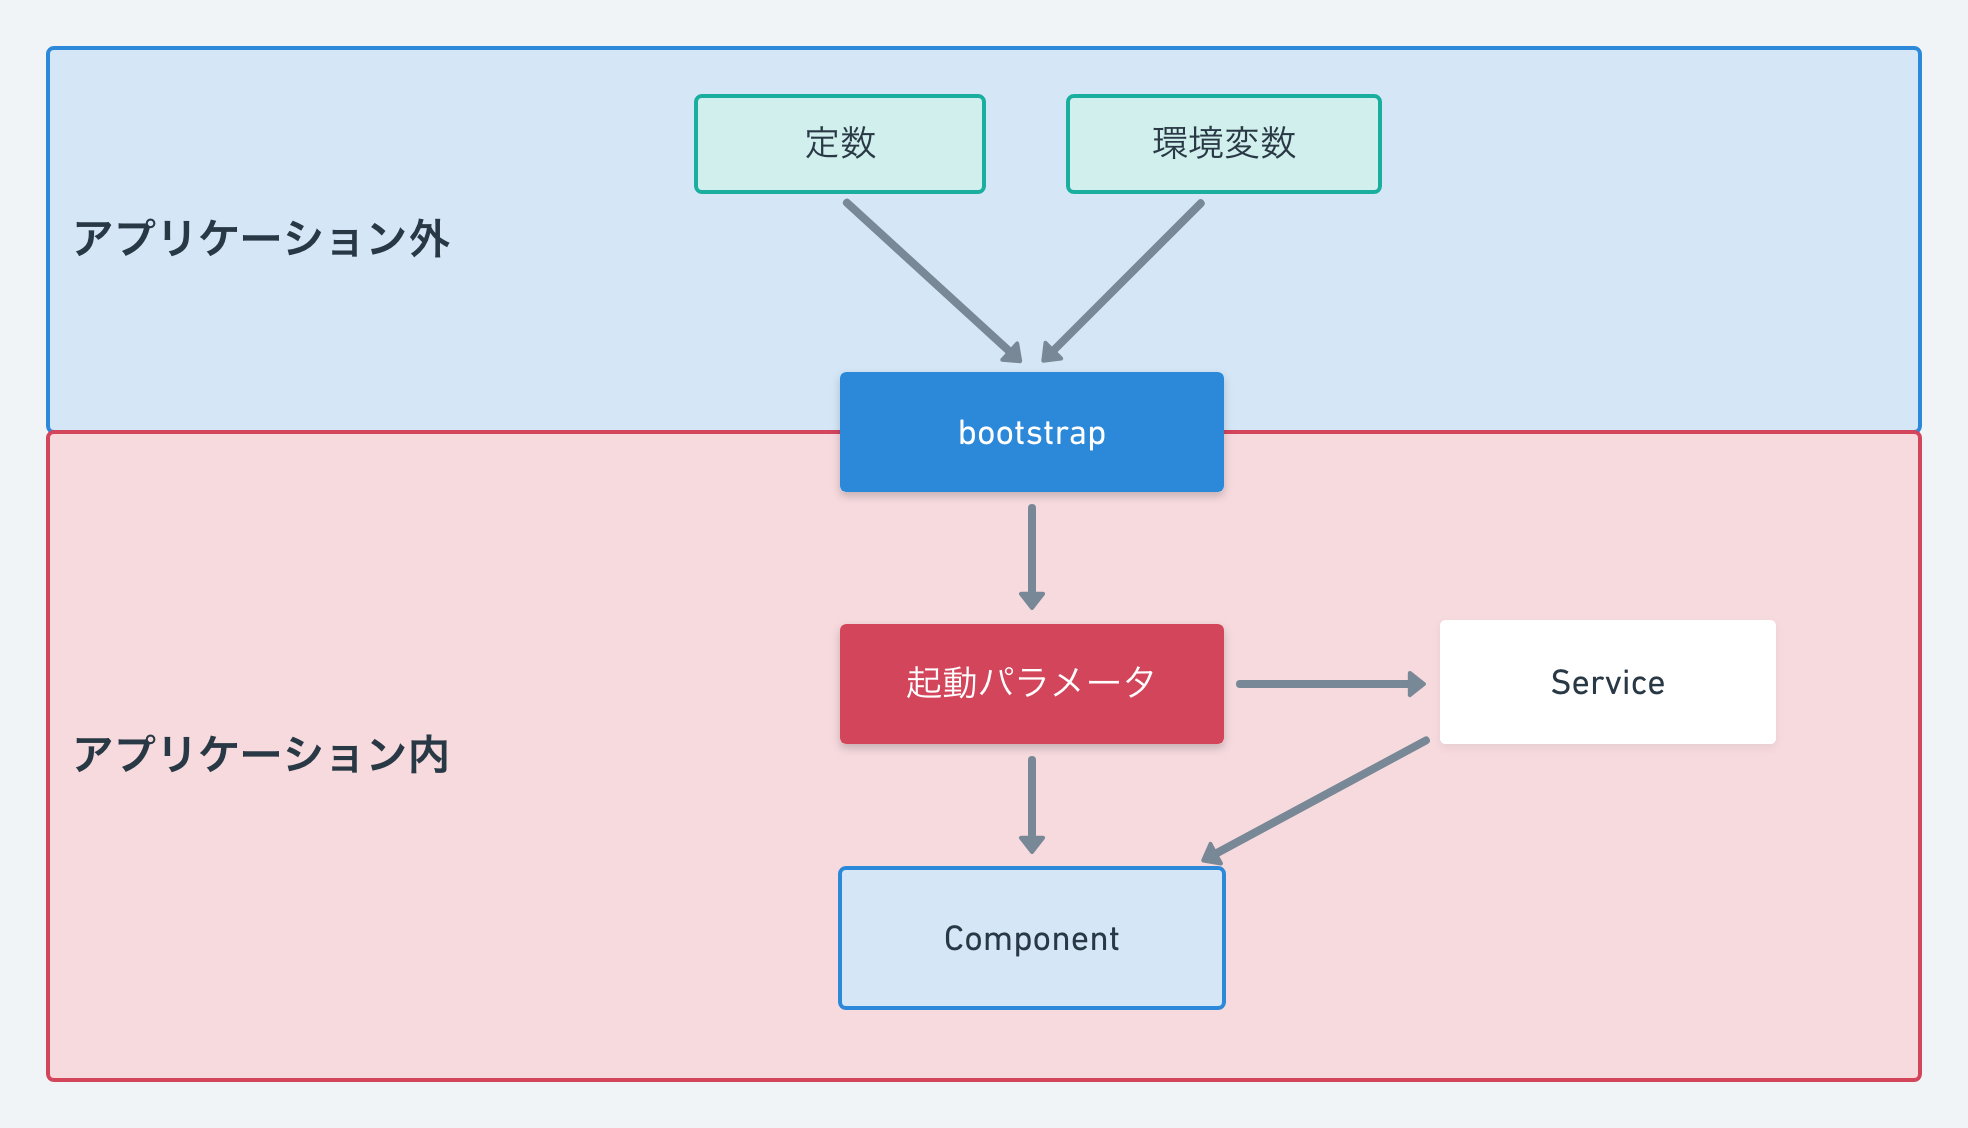 定数
環境変数
アプリケーション外
bootstrap
起動パラメータ
Service
アプリケーション内
Component